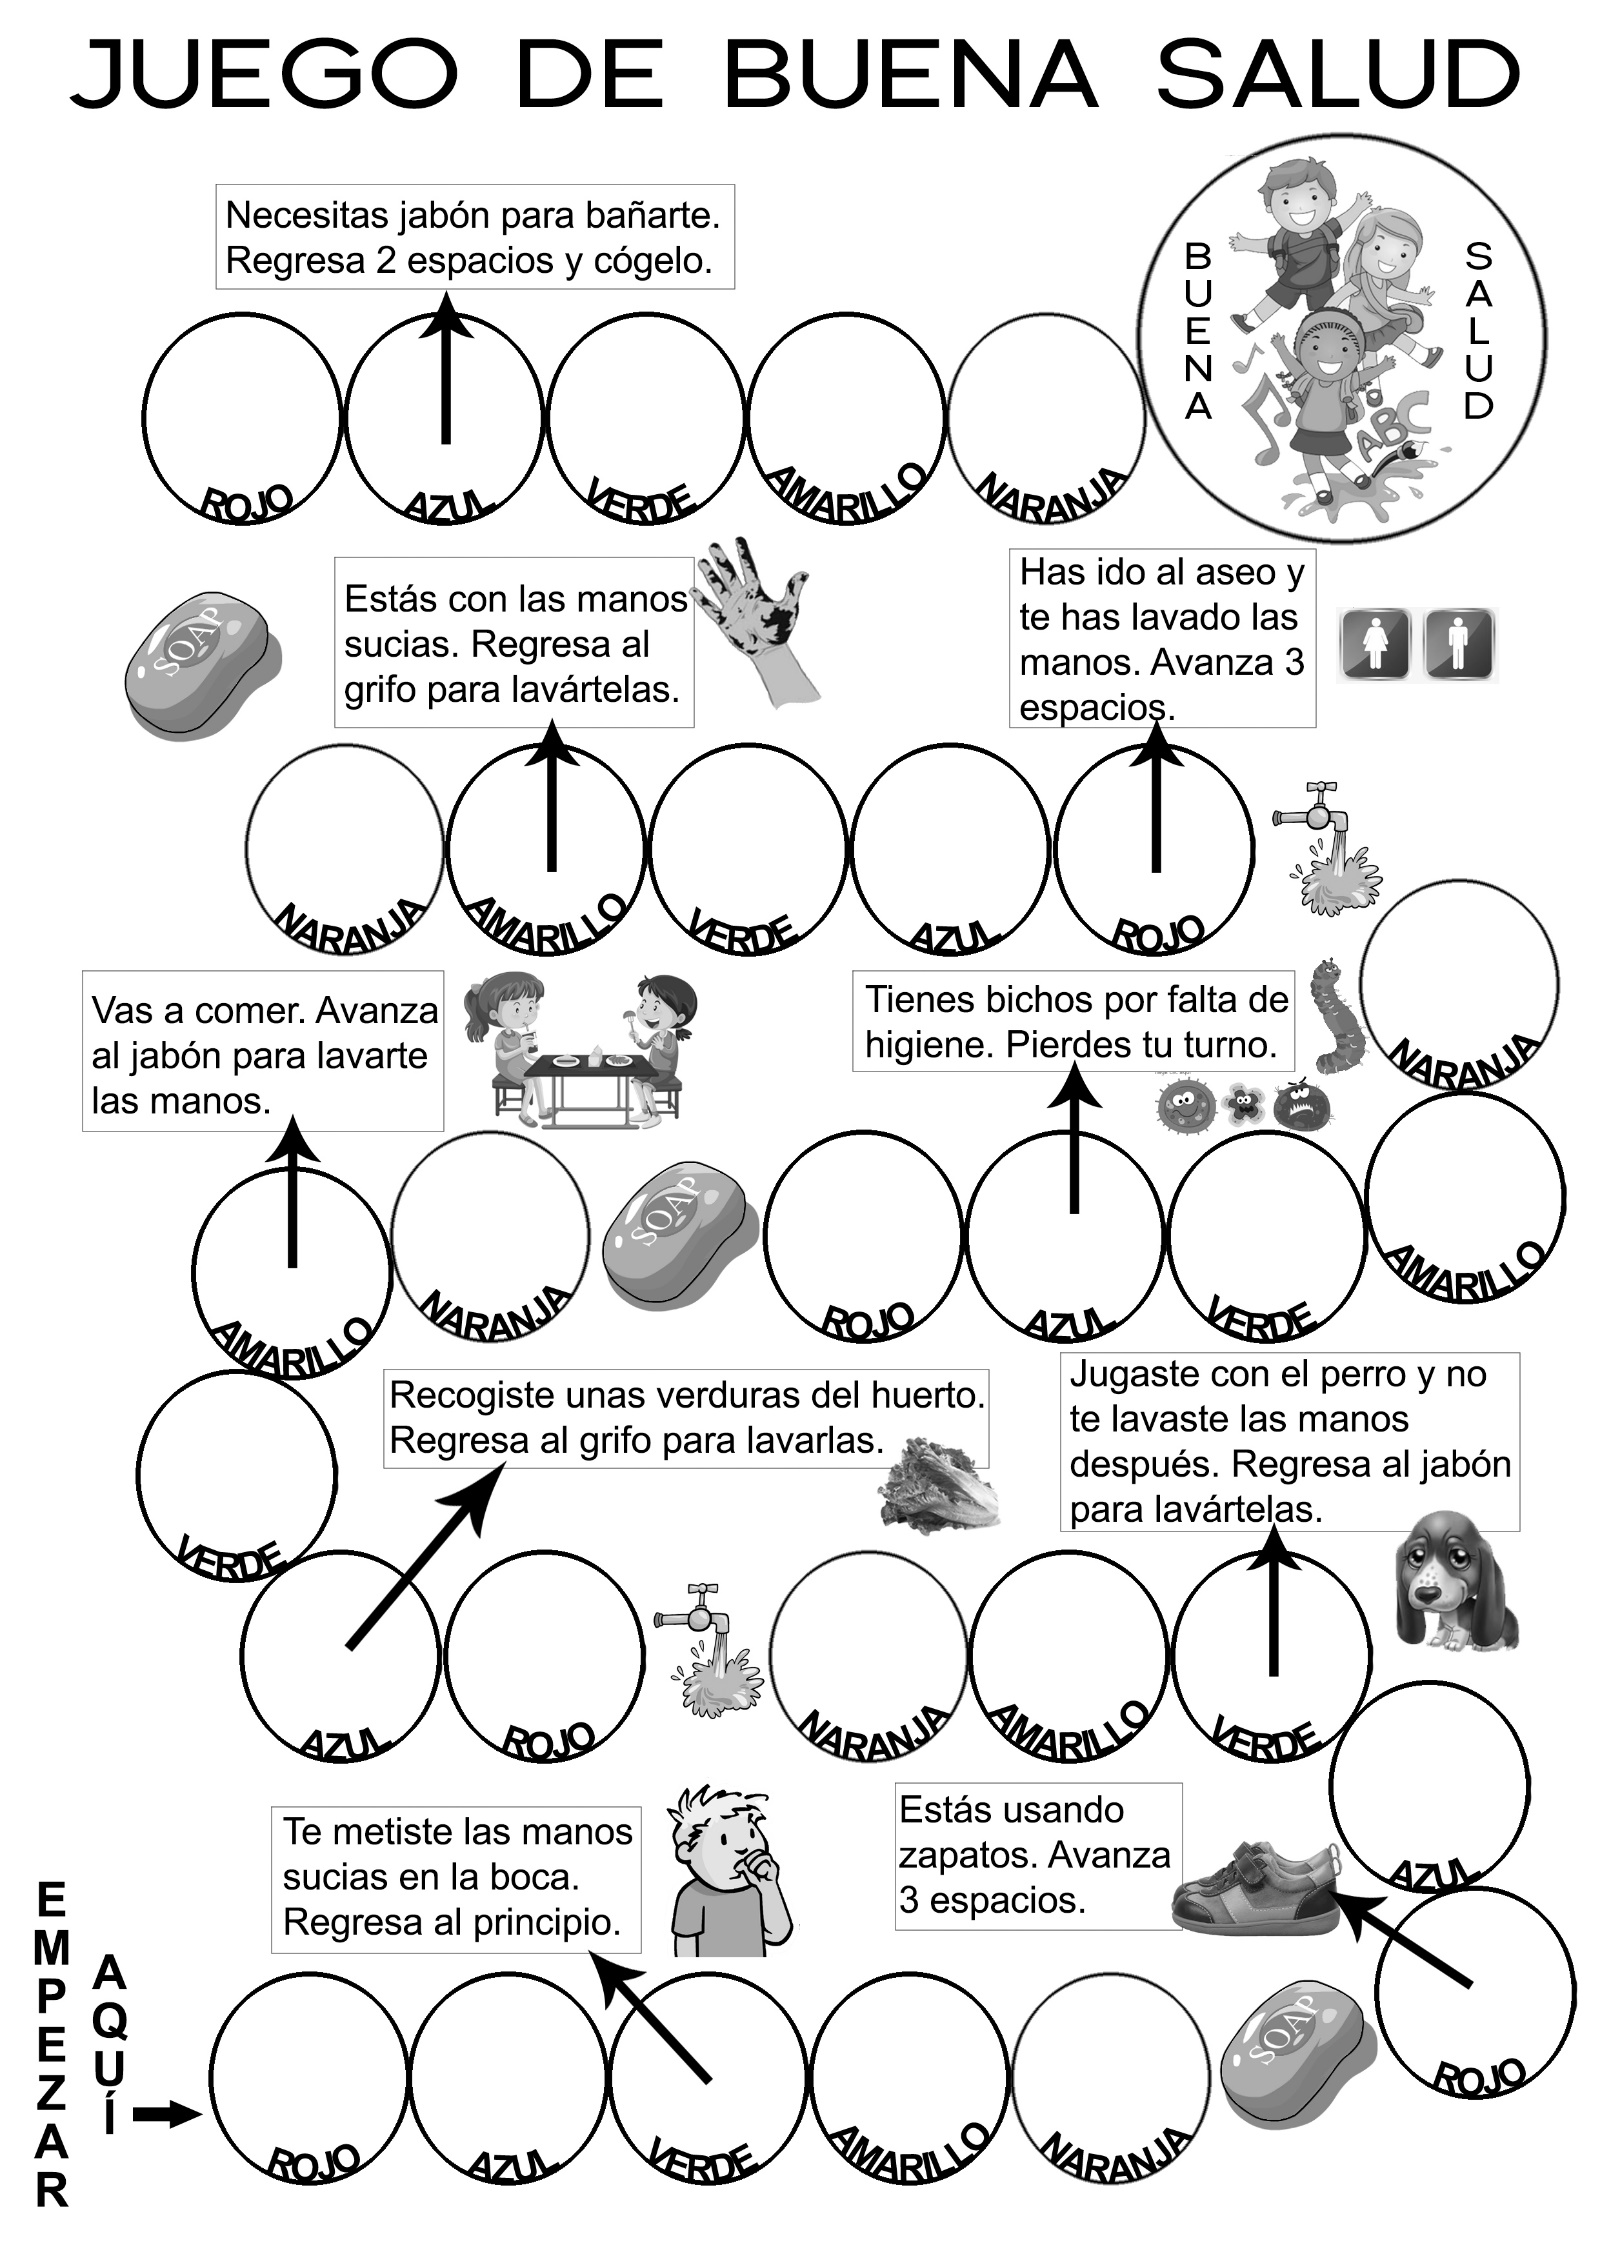 JUEGO DE BUENA SALUD
Necesitas jabón para bañarte.
Regresa 2 espacios y cógelo.
BUENA
SALUD
ABC
ROJO
AZUL
VERDE
AMARILLO
NARANJA
SOAP
Estás con las manos
sucias. Regresa al
grifo para lavártelas.
Has ido al aseo y
te has lavado las
manos. Avanza 3
espacios.
NARANJA
AMARILLO
VERDE
AZUL
ROJO
NARANJA
Vas a comer. Avanza
al jabón para lavarte
las manos.
Tienes bichos por falta de
higiene. Pierdes tu turno.
AMARILLO
NARANJA
SOAP
ROJO
AZUL
VERDE
AMARILLO
Recogiste unas verduras del huerto.
Regresa al grifo para lavarlas.
Jugaste con el perro y no
te lavaste las manos
después. Regresa al jabón
para lavártelas.
VERDE
AZUL
ROJO
NARANJA
AMARILLO
VERDE
AZUL
Te metiste las manos
sucias en la boca.
Regresa al principio.
Estás usando
zapatos. Avanza
3 espacios.
EMPEZAR
AQUÍ
ROJO
AZUL
VERDE
AMARILLO
NARANJA
SOAP
ROJO